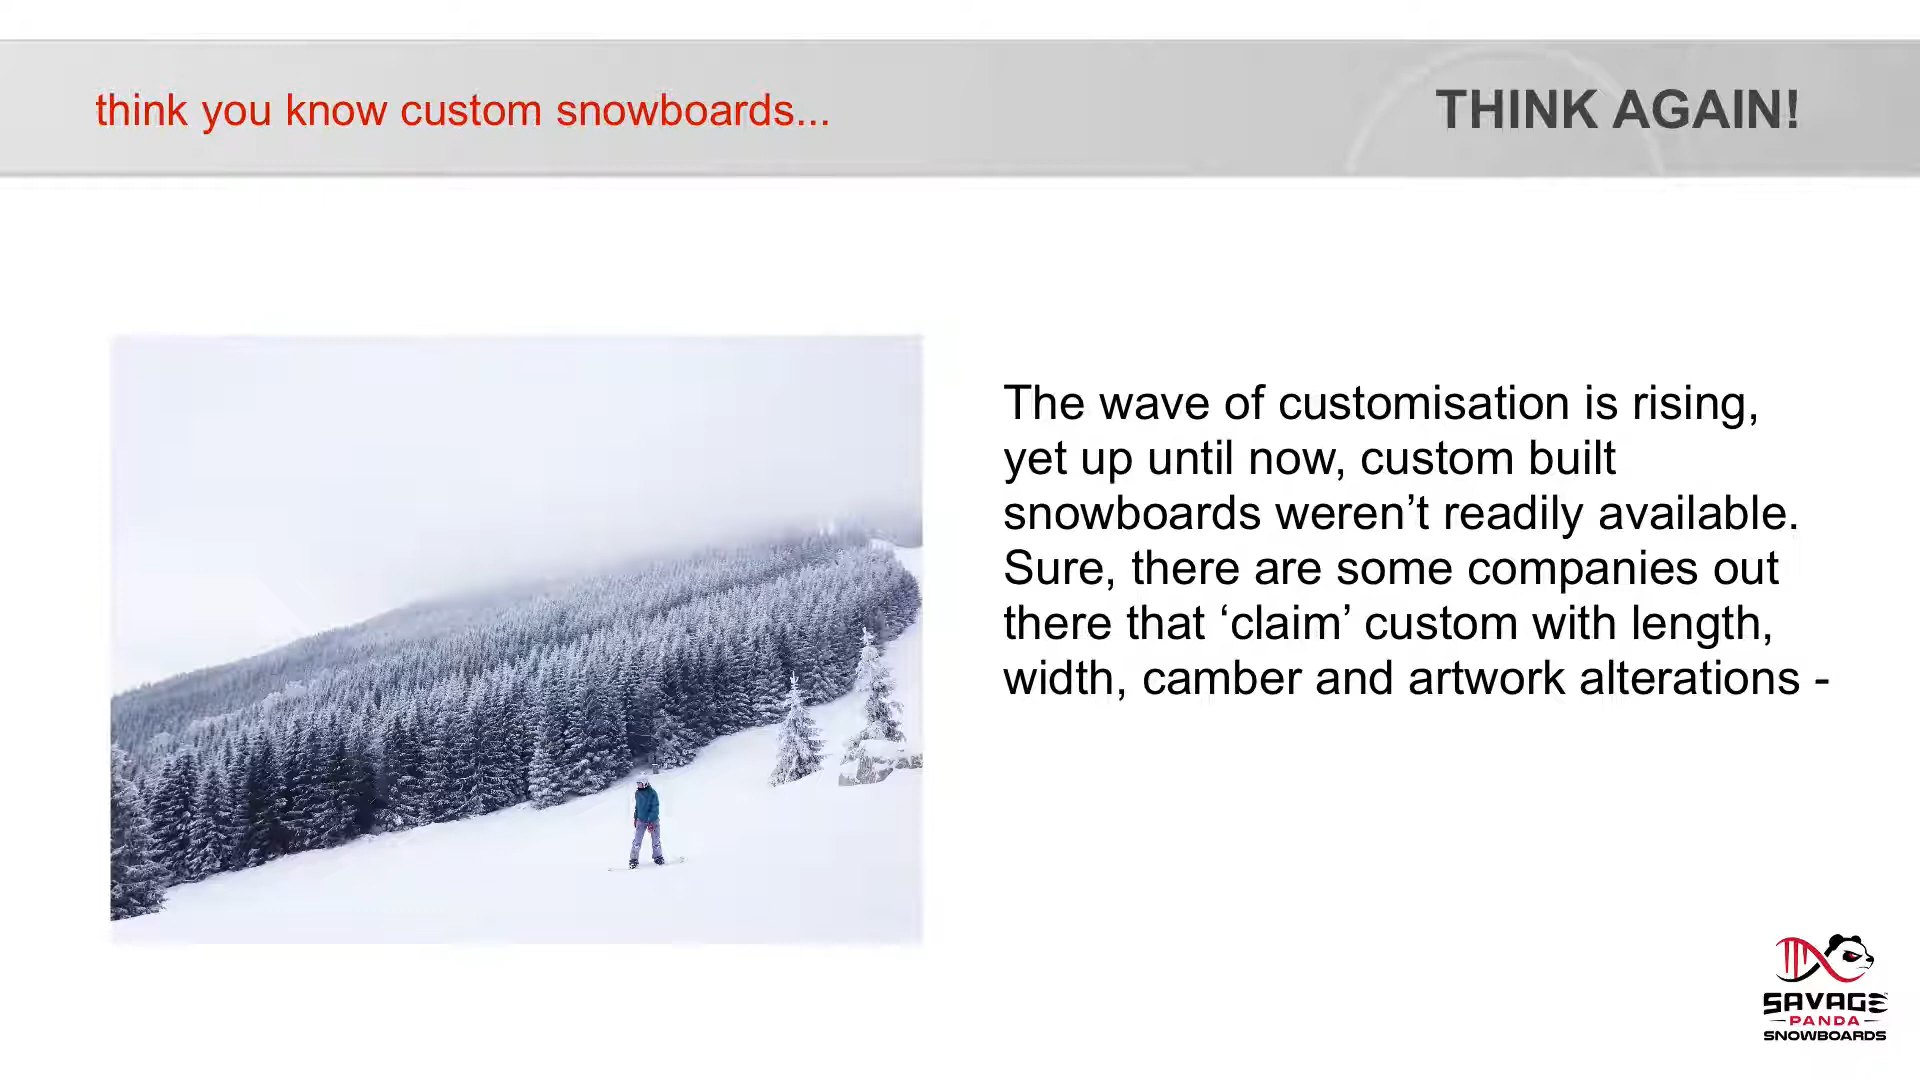 think you know custom snowboards...
THINK AGAIN!
The wave of customisation is rising,
yet up until now, custom built
snowboards weren’t readily available.
Sure, there are some companies out
there that ‘claim’ custom with length,
width, camber and artwork alterations -
SAVAGE
PANDA
SNOWBOARDS